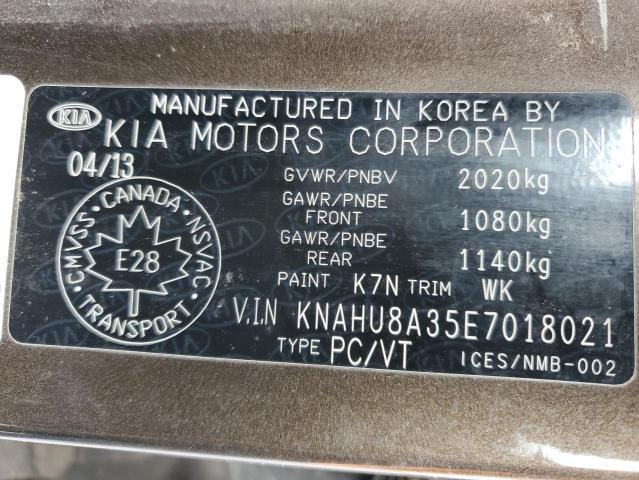 MANUFACTURED IN KOREA BY
KIA KIA MOTORS CORPORATION
04/13
GVWR/PNBV 2020kg
GAWR/PNBE FRONT 1080kg
GAWR/PNBE REAR 1140kg
PAINT K7N TRIM WK
CMVSS · CANADA · NSVAC · TRANSPORT
E28
V.I.N KNAHU8A35E7018021
TYPE PC/VT ICES/NMB-002